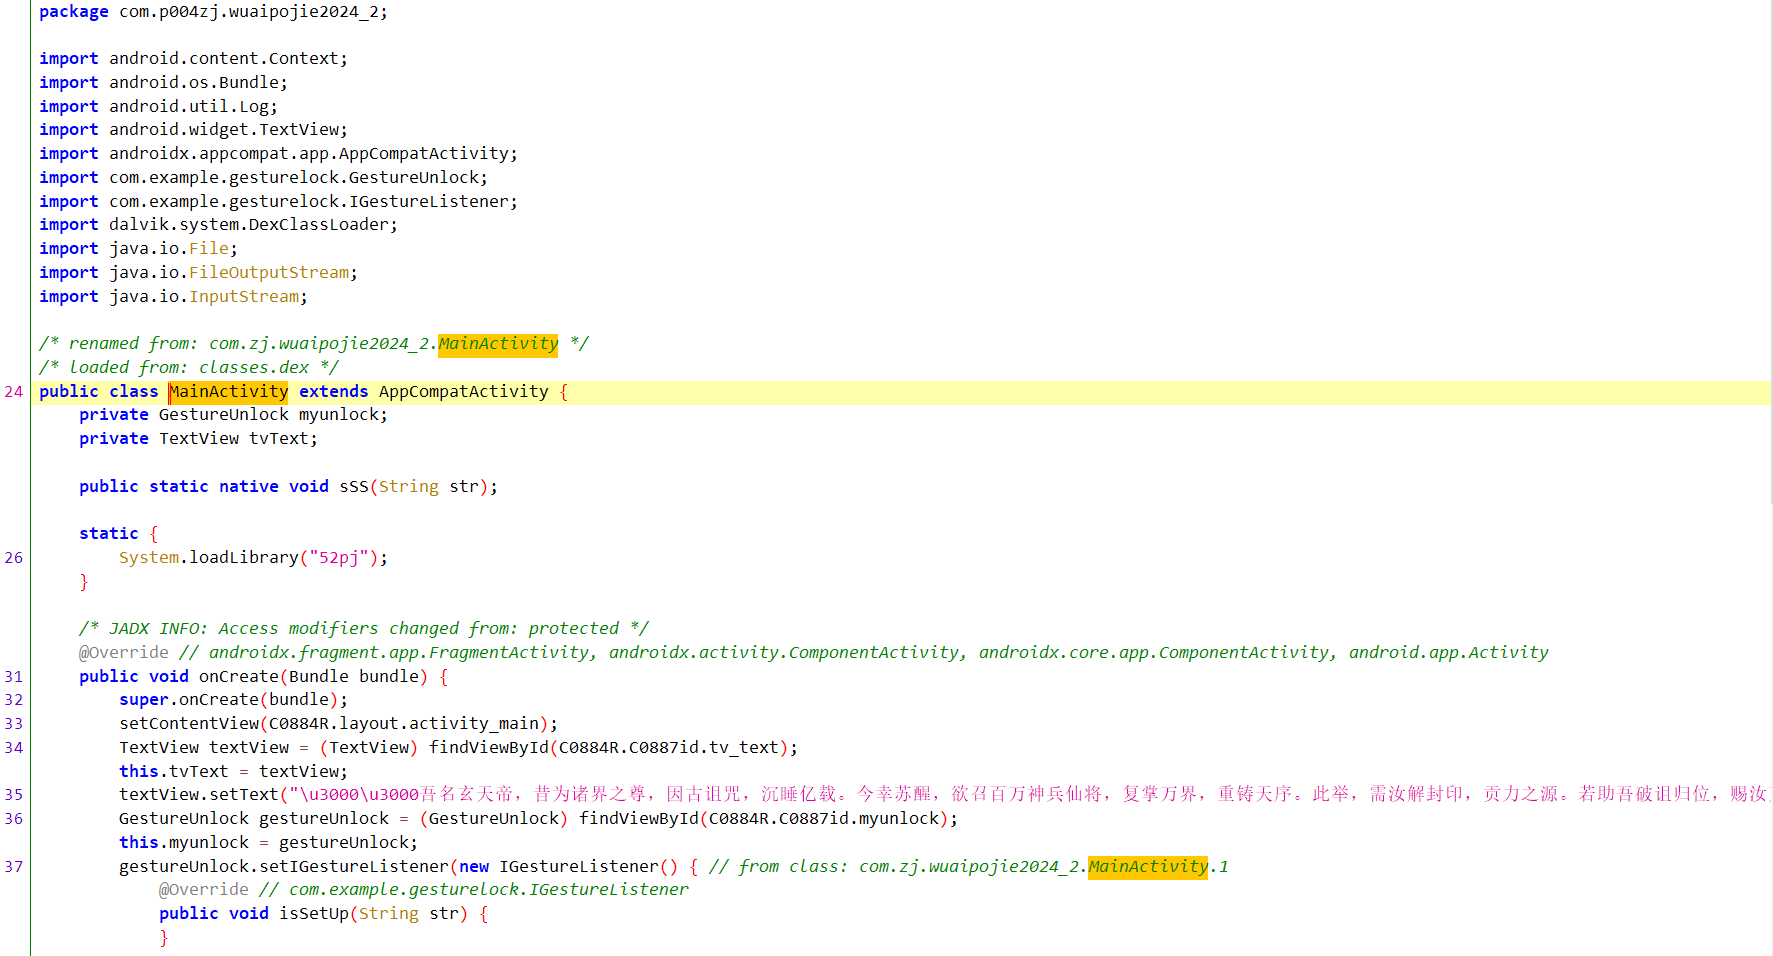 package com.p004zj.wuaipojie2024_2;
import android.content.Context;
import android.os.Bundle;
import android.util.Log;
import android.widget.TextView;
import androidx.appcompat.app.AppCompatActivity;
import com.example.gesturelock.GestureUnlock;
import com.example.gesturelock.IGestureListener;
import dalvik.system.DexClassLoader;
import java.io.File;
import java.io.FileOutputStream;
import java.io.InputStream;
/* renamed from: com.zj.wuaipojie2024_2.MainActivity */
/* loaded from: classes.dex */
24 public class MainActivity extends AppCompatActivity {
private GestureUnlock myunlock;
private TextView tvText;
public static native void sSS(String str);
static {
26 System.loadLibrary("52pj");
}
/* JADX INFO: Access modifiers changed from: protected */
@Override // androidx.fragment.app.FragmentActivity, androidx.activity.ComponentActivity, androidx.core.app.ComponentActivity, android.app.Activity
31 public void onCreate(Bundle bundle) {
32 super.onCreate(bundle);
33 setContentView(C0884R.layout.activity_main);
34 TextView textView = (TextView) findViewById(C0884R.C0887id.tv_text);
this.tvText = textView;
35 textView.setText("\u3000\u3000吾名玄天帝，昔为诸界之尊，因古诅咒，沉睡亿载。今幸苏醒，欲召百万神兵仙将，复掌万界，重铸天序。此举，需汝解封印，贡力之源。若助吾破诅归位，赐汝
36 GestureUnlock gestureUnlock = (GestureUnlock) findViewById(C0884R.C0887id.myunlock);
this.myunlock = gestureUnlock;
37 gestureUnlock.setIGestureListener(new IGestureListener() { // from class: com.zj.wuaipojie2024_2.MainActivity.1
@Override // com.example.gesturelock.IGestureListener
public void isSetUp(String str) {
}